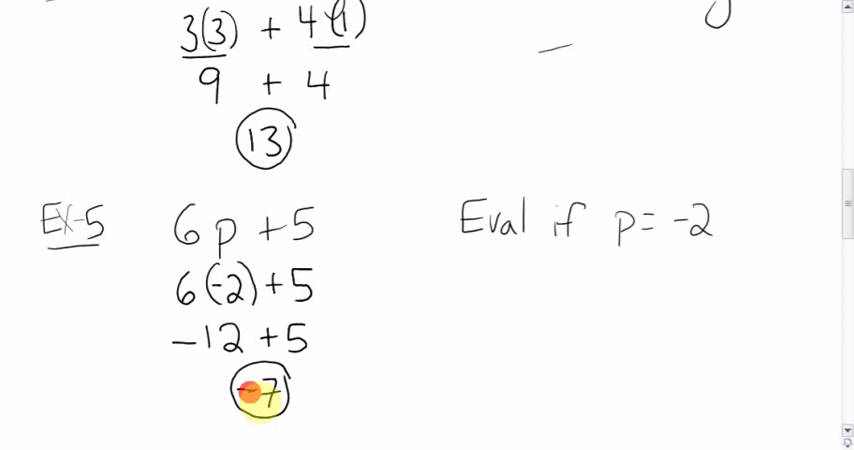 3(3) + 4(1)
9 + 4
13
EX-5 6p +5 Eval if p= -2
6(-2)+5
-12 +5
-7